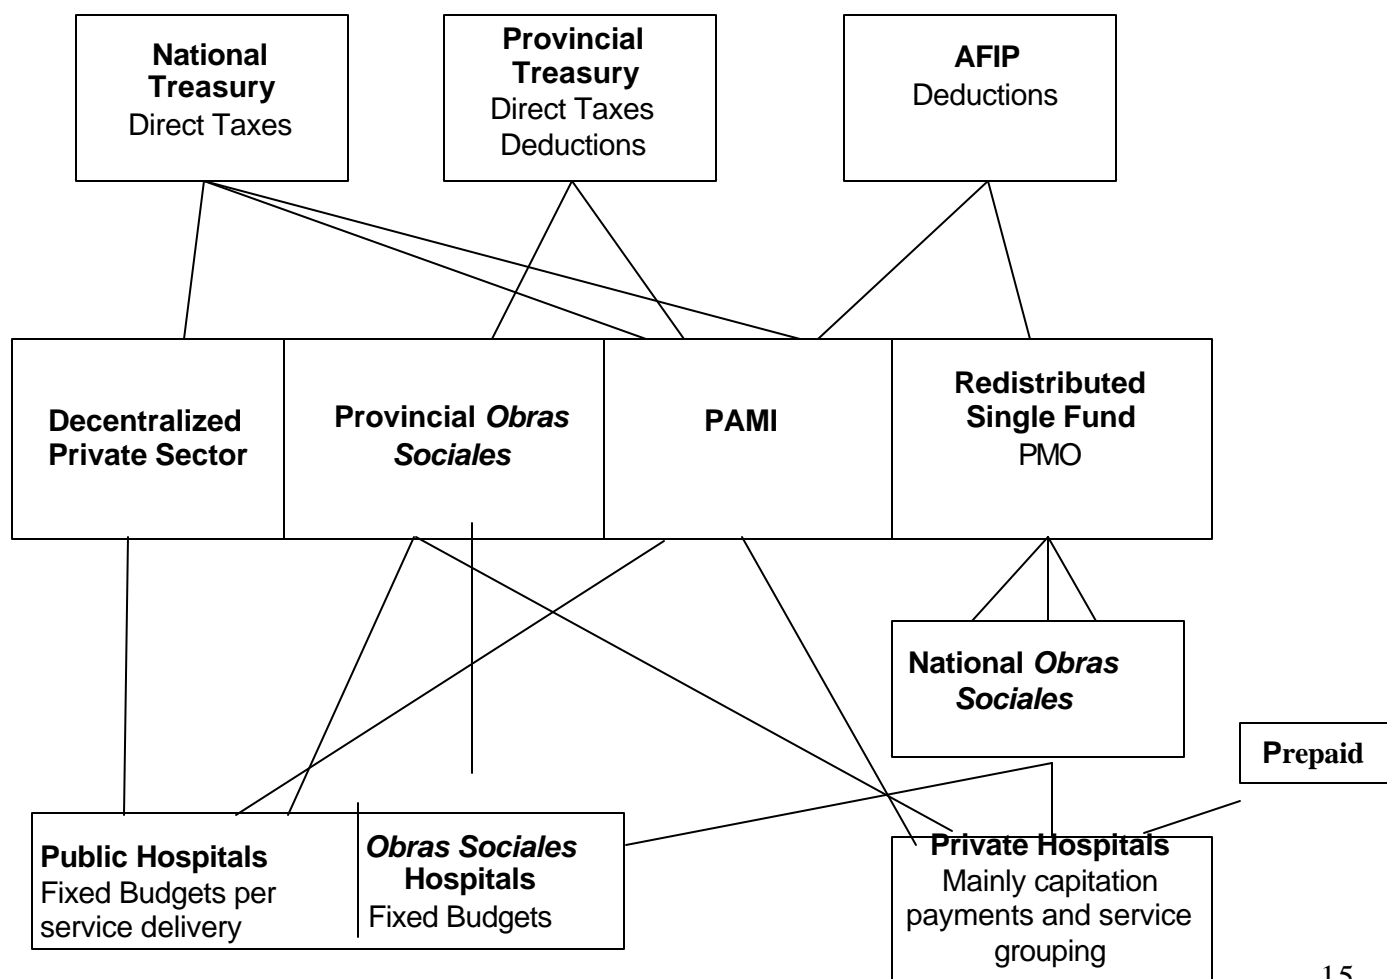 National
Treasury
Direct Taxes
Provincial
Treasury
Direct Taxes
Deductions
AFIP
Deductions
Decentralized
Private Sector
Provincial Obras
Sociales
PAMI
Redistributed
Single Fund
PMO
National Obras
Sociales
Prepaid
Public Hospitals
Fixed Budgets per
service delivery
Obras Sociales
Hospitals
Fixed Budgets
Private Hospitals
Mainly capitation
payments and service
grouping
15